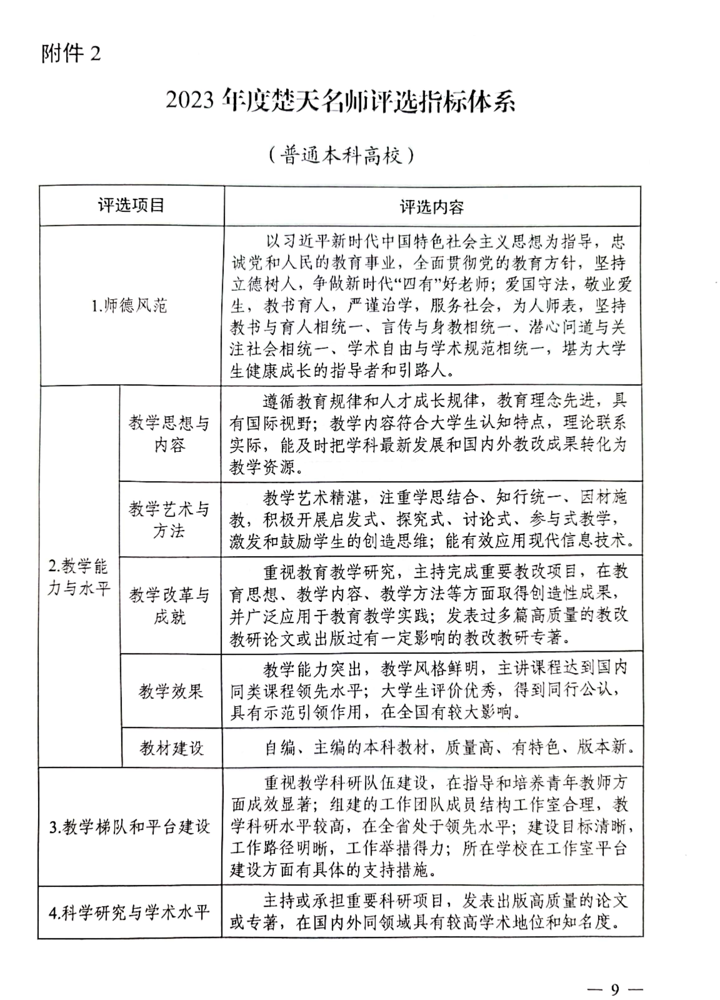 附件 2
2023 年度楚天名师评选指标体系
（普通本科高校）
评选项目
评选内容
1.师德风范
以习近平新时代中国特色社会主义思想为指导，忠
诚党和人民的教育事业，全面贯彻党的教育方针，坚持
立德树人，争做新时代“四有”好老师；爱国守法，敬业爱
生，教书育人，严谨治学，服务社会，为人师表，坚持
教书与育人相统一、言传与身教相统一、潜心问道与关
注社会相统一、学术自由与学术规范相统一，堪为大学
生健康成长的指导者和引路人。
2.教学能
力与水平
教学思想与
内容
遵循教育规律和人才成长规律，教育理念先进，具
有国际视野；教学内容符合大学生认知特点，理论联系
实际，能及时把学科最新发展和国内外教改成果转化为
教学资源。
教学艺术与
方法
教学艺术精湛，注重学思结合、知行统一、因材施
教，积极开展启发式、探究式、讨论式、参与式教学，
激发和鼓励学生的创造思维；能有效应用现代信息技术。
教学改革与
成就
重视教育教学研究，主持完成重要教改项目，在教
育思想、教学内容、教学方法等方面取得创造性成果，
并广泛应用于教育教学实践；发表过多篇高质量的教改
教研论文或出版过有一定影响的教改教研专著。
教学效果
教学能力突出，教学风格鲜明，主讲课程达到国内
同类课程领先水平；大学生评价优秀，得到同行公认，
具有示范引领作用，在全国有较大影响。
教材建设
自编、主编的本科教材，质量高、有特色、版本新。
3.教学梯队和平台建设
重视教学科研队伍建设，在指导和培养青年教师方
面成效显著；组建的工作团队成员结构工作室合理，教
学科研水平较高，在全省处于领先水平；建设目标清晰，
工作路径明晰，工作举措得力；所在学校在工作室平台
建设方面有具体的支持措施。
4.科学研究与学术水平
主持或承担重要科研项目，发表出版高质量的论文
或专著，在国内外同领域具有较高学术地位和知名度。
— 9 —